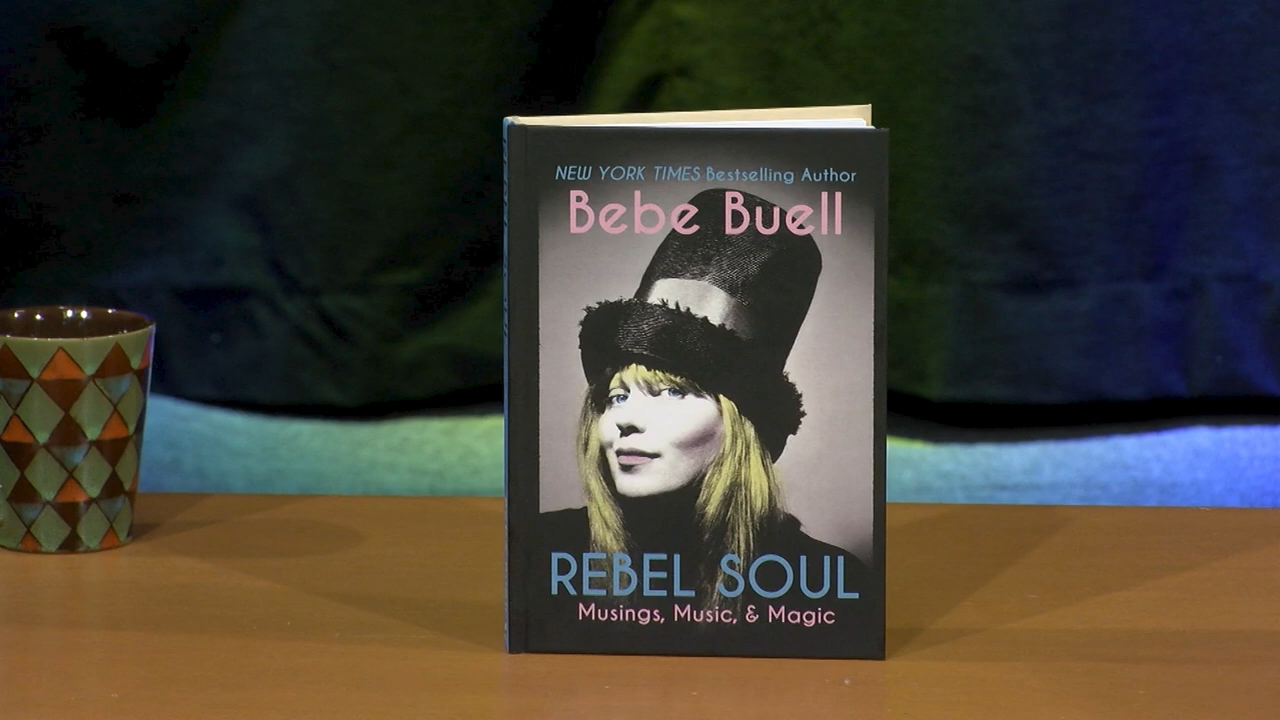 NEW YORK TIMES Bestselling Author
Bebe Buell
REBEL SOUL
Musings, Music, & Magic